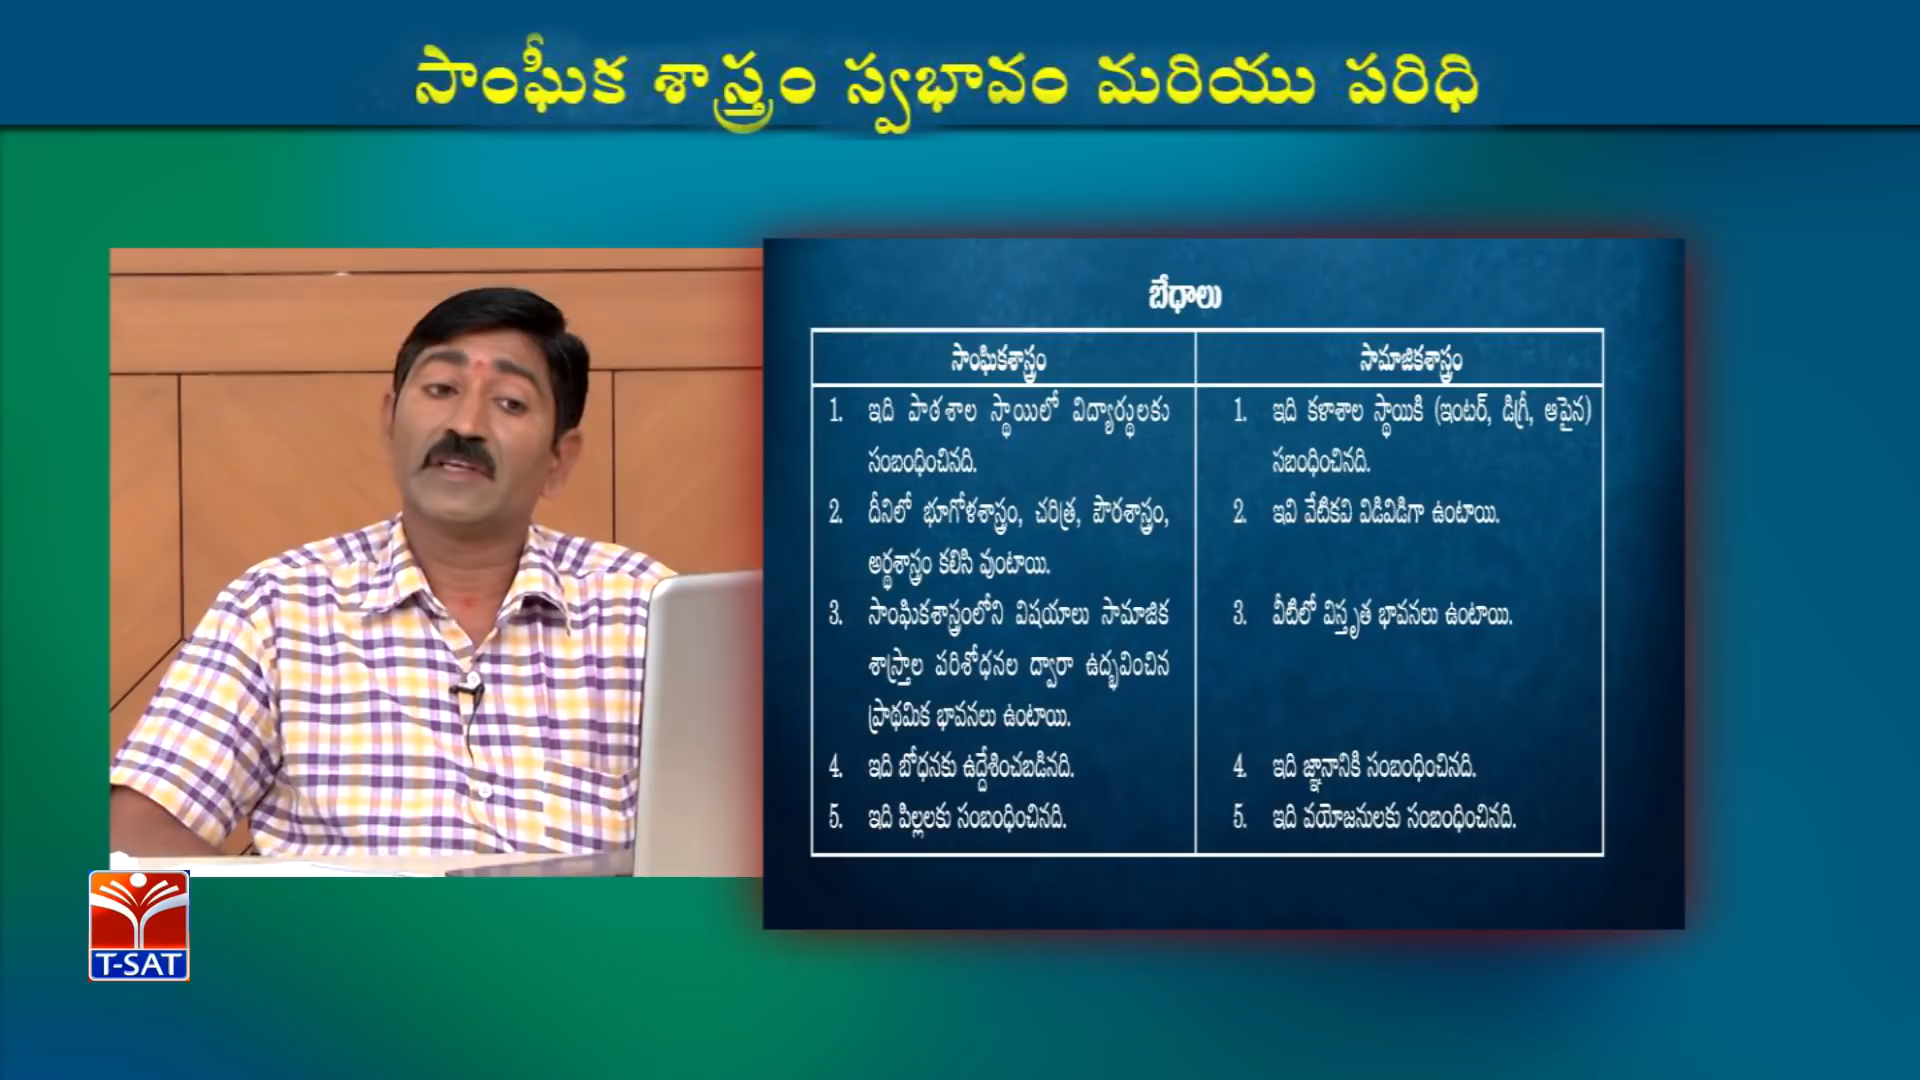 సాంఘీక శాస్త్రం స్వభావం మరియు పరిధి
బేధాలు
సాంఘికశాస్త్రం
1. ఇది పాఠశాల స్థాయిలో విద్యార్థులకు
సంబంధించినది.
2. దీనిలో భూగోళశాస్త్రం, చరిత్ర, పౌరశాస్త్రం,
అర్థశాస్త్రం కలిసి వుంటాయి.
3. సాంఘికశాస్త్రంలోని విషయాలు సామాజిక
శాస్త్రాల పరిశోధనల ద్వారా ఉద్భవించిన
ప్రాథమిక భావనలు ఉంటాయి.
4. ఇది బోధనకు ఉద్దేశించబడినది.
5. ఇది పిల్లలకు సంబంధించినది.
సామాజికశాస్త్రం
1. ఇది కళాశాల స్థాయికి (ఇంటర్, డిగ్రీ, ఆపైన)
సబంధించినది.
2. ఇవి వేటికవి విడివిడిగా ఉంటాయి.
3. వీటిలో విస్తృత భావనలు ఉంటాయి.
4. ఇది జ్ఞానానికి సంబంధించినది.
5. ఇది వయోజనులకు సంబంధించినది.
T-SAT